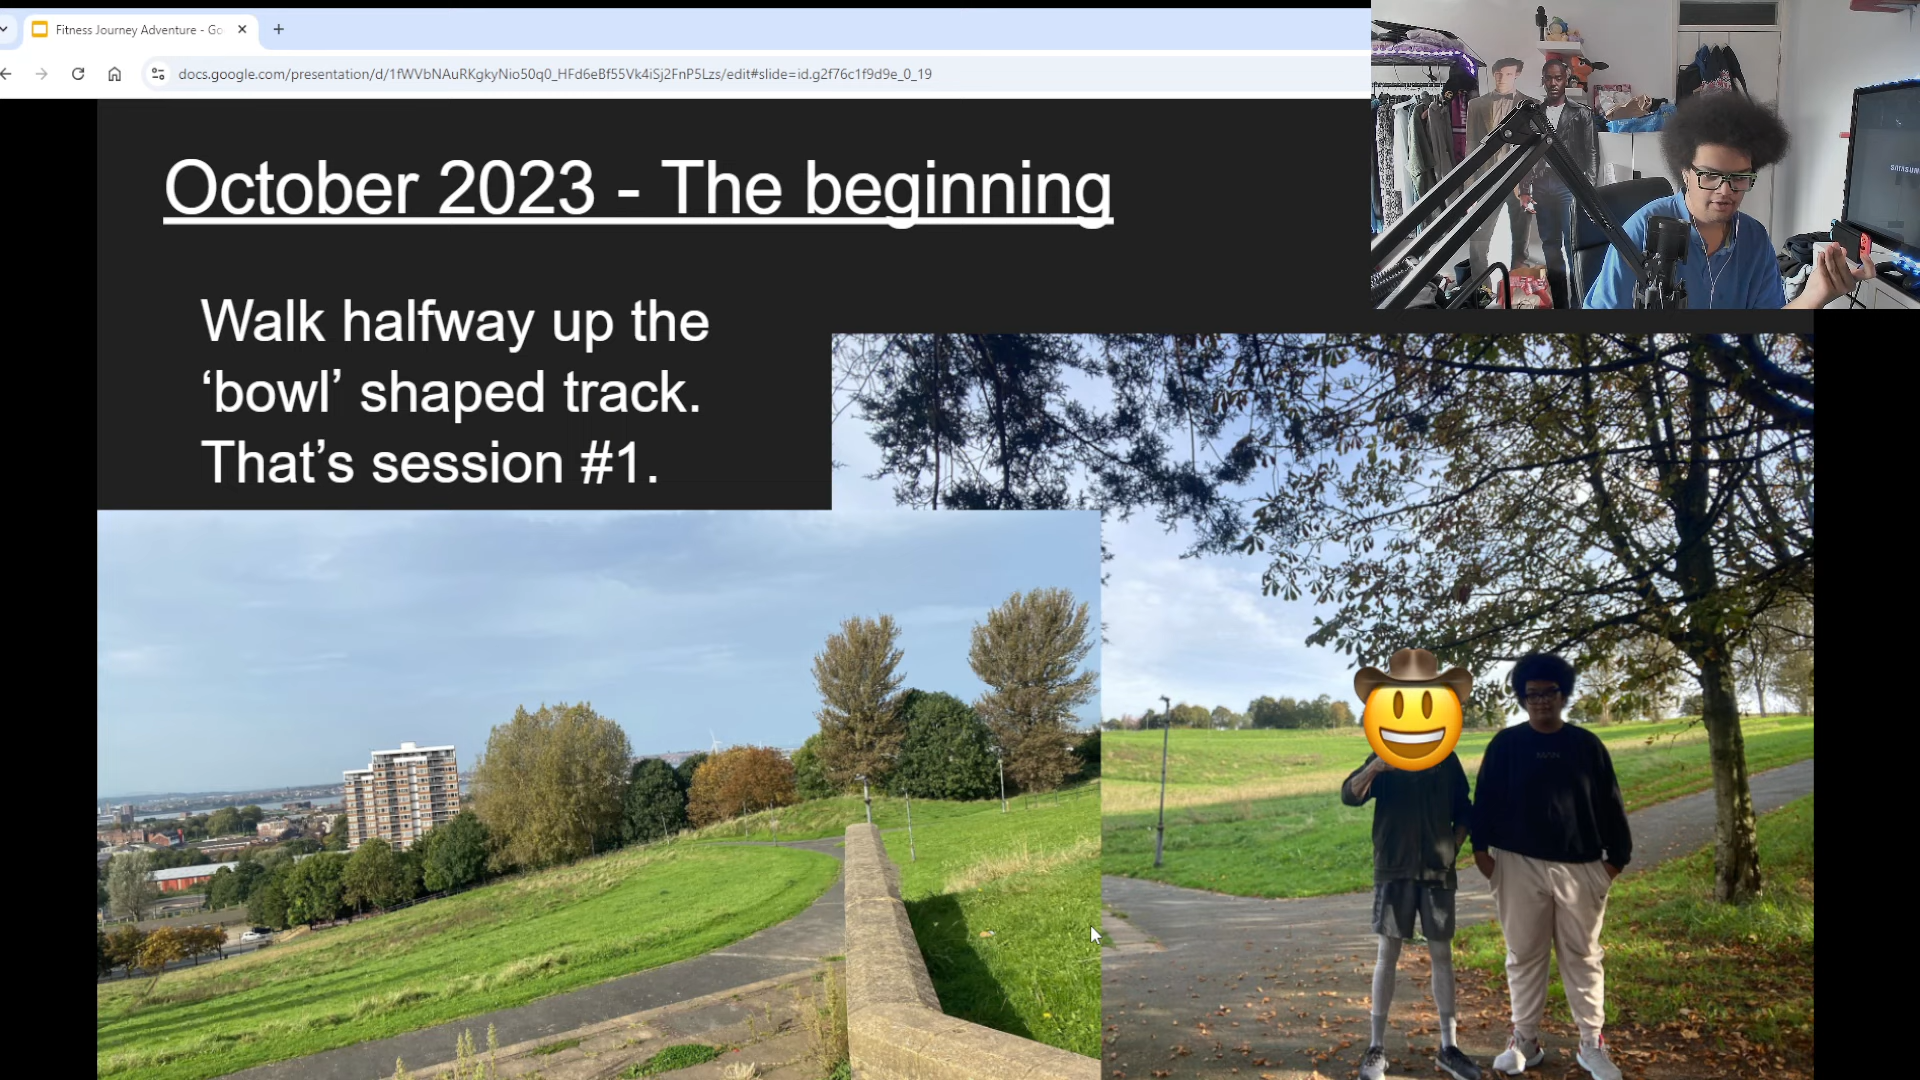 Fitness Journey Adventure - Go
docs.google.com/presentation/d/1fWVbNAuRKgkyNio50q0_HFd6eBf55Vk4iSj2FnP5Lzs/edit#slide=id.g2f76c1f9d9e_0_19
SAMSUN
October 2023 - The beginning
Walk halfway up the
‘bowl’ shaped track.
That’s session #1.